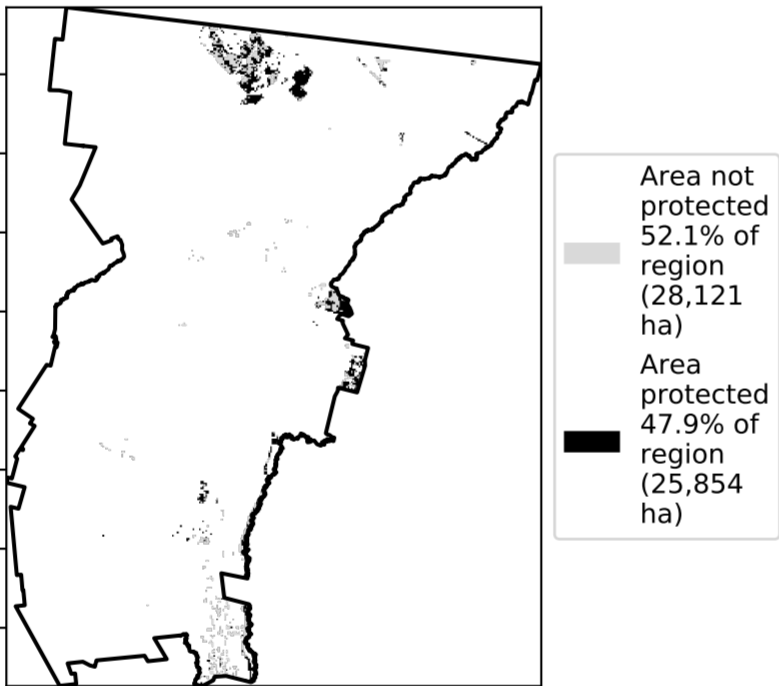 Area not
protected
52.1% of
region
(28,121
ha)
Area
protected
47.9% of
region
(25,854
ha)